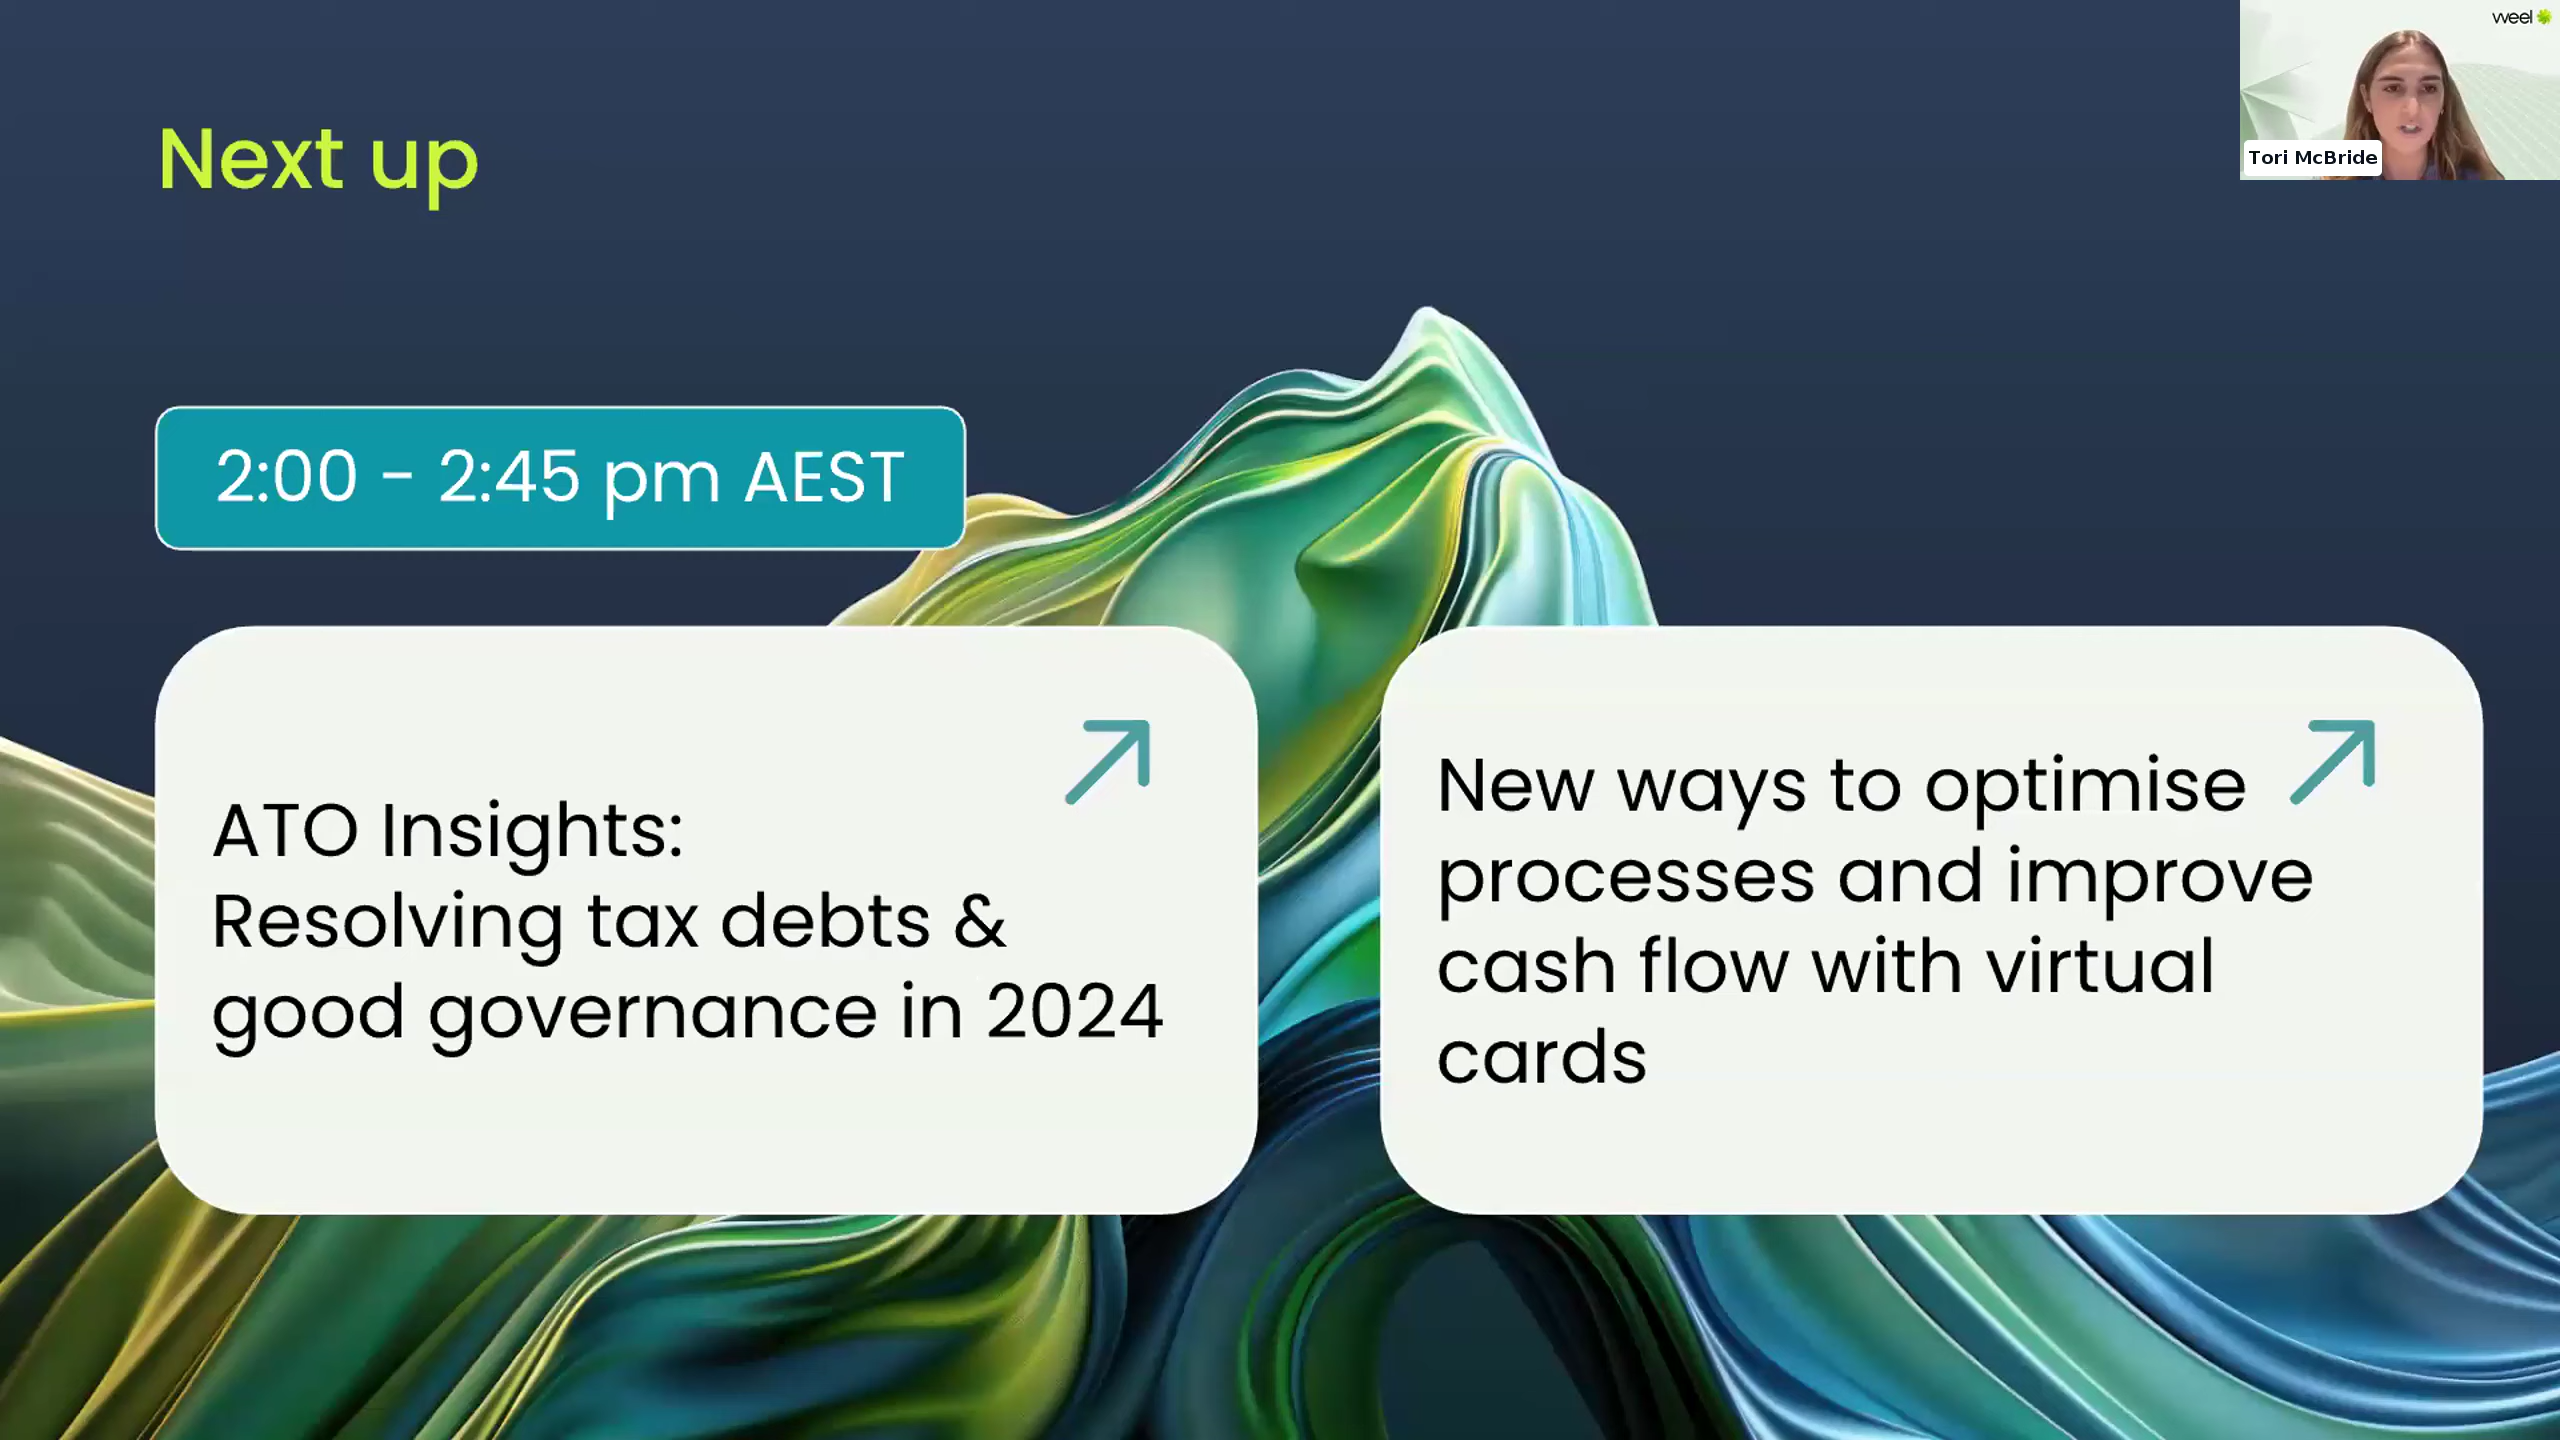 weel
Tori McBride
Next up
2:00 - 2:45 pm AEST
ATO Insights:
Resolving tax debts &
good governance in 2024
New ways to optimise
processes and improve
cash flow with virtual
cards